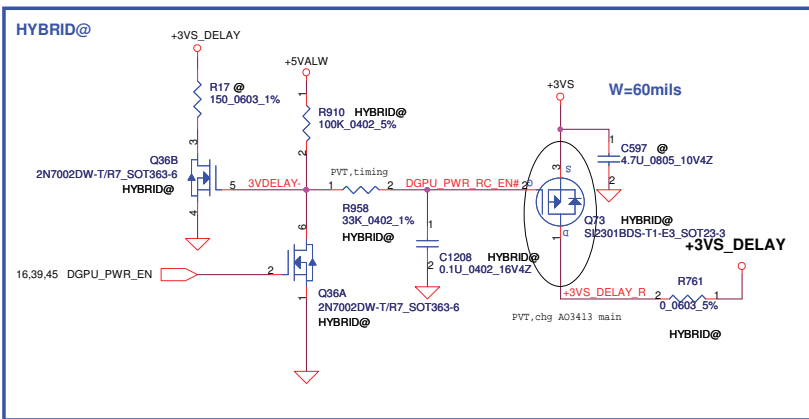 HYBRID@
+3VS_DELAY
R17 @
150_0603_1%
3
Q36B
2N7002DW-T/R7_SOT363-6
HYBRID@
5
4
+5VALW
1
R910 HYBRID@
100K_0402_5%
2
3VDELAY-
PVT,timing
1 2
R958
33K_0402_1%
HYBRID@
DGPU_PWR_RC_EN#
1
C1208 HYBRID@
0.1U_0402_16V4Z
2
6
16,39,45 DGPU_PWR_EN
2
Q36A
2N7002DW-T/R7_SOT363-6
HYBRID@
1
+3VS
W=60mils
1
C597 @
4.7U_0805_10V4Z
2
3 S
2 G
Q73 HYBRID@
SI2301BDS-T1-E3_SOT23-3
D
1
+3VS_DELAY
+3VS_DELAY_R
2 1
R761
0_0603_5%
HYBRID@
PVT,chg AO3413 main